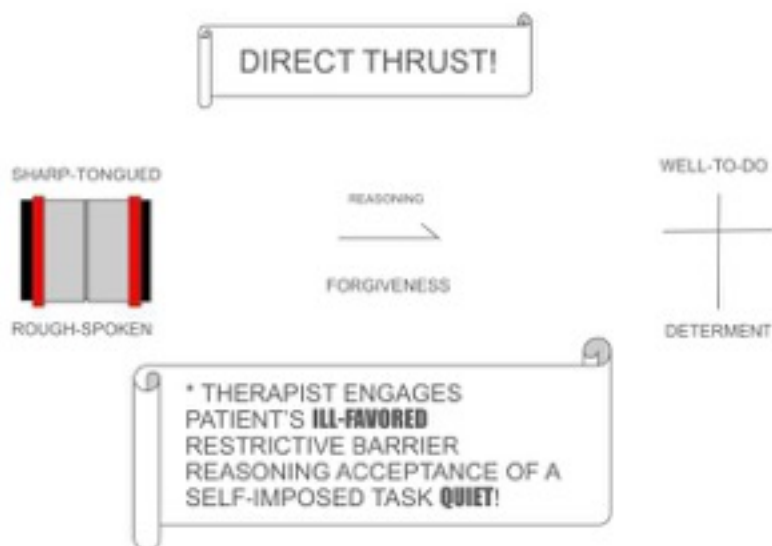 DIRECT THRUST!
SHARP-TONGUED
REASONING
WELL-TO-DO
FORGIVENESS
ROUGH-SPOKEN
DETERMENT
* THERAPIST ENGAGES
PATIENT'S ILL-FAVORED
RESTRICTIVE BARRIER
REASONING ACCEPTANCE OF A
SELF-IMPOSED TASK QUIET!